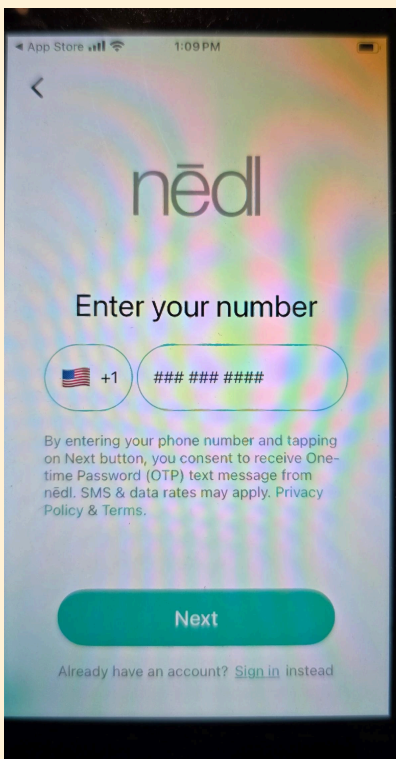 ◀ App Store 1:09 PM
nēdl
Enter your number
+1 ### ### ####
By entering your phone number and tapping
on Next button, you consent to receive One-
time Password (OTP) text message from
nēdl. SMS & data rates may apply. Privacy
Policy & Terms.
Next
Already have an account? Sign in instead